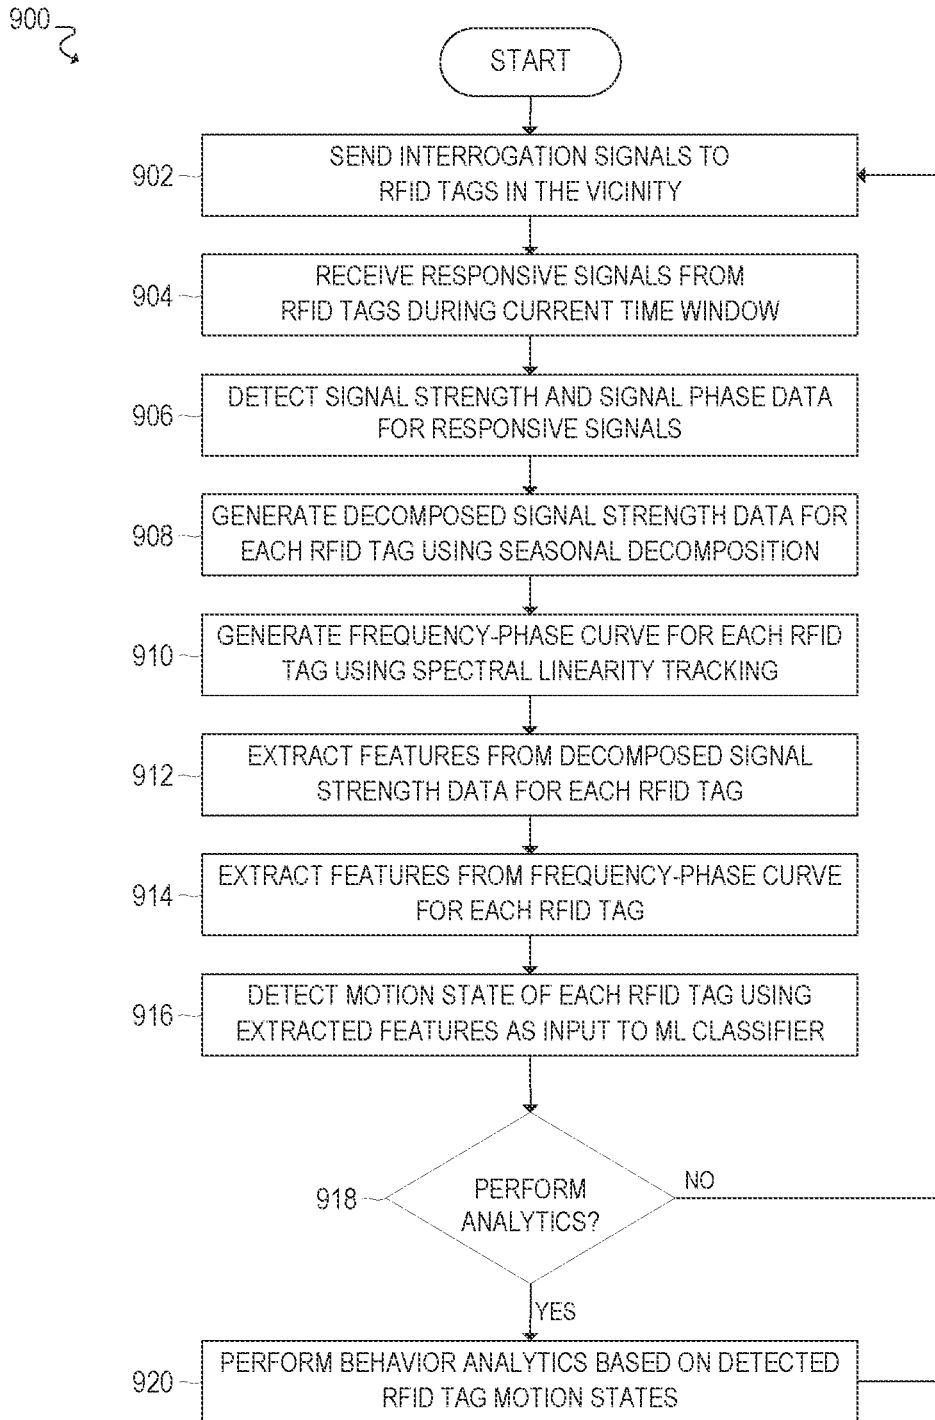 900
START
902
SEND INTERROGATION SIGNALS TO
RFID TAGS IN THE VICINITY
904
RECEIVE RESPONSIVE SIGNALS FROM
RFID TAGS DURING CURRENT TIME WINDOW
906
DETECT SIGNAL STRENGTH AND SIGNAL PHASE DATA
FOR RESPONSIVE SIGNALS
908
GENERATE DECOMPOSED SIGNAL STRENGTH DATA FOR
EACH RFID TAG USING SEASONAL DECOMPOSITION
910
GENERATE FREQUENCY-PHASE CURVE FOR EACH RFID
TAG USING SPECTRAL LINEARITY TRACKING
912
EXTRACT FEATURES FROM DECOMPOSED SIGNAL
STRENGTH DATA FOR EACH RFID TAG
914
EXTRACT FEATURES FROM FREQUENCY-PHASE CURVE
FOR EACH RFID TAG
916
DETECT MOTION STATE OF EACH RFID TAG USING
EXTRACTED FEATURES AS INPUT TO ML CLASSIFIER
918
PERFORM
ANALYTICS?
NO
YES
920
PERFORM BEHAVIOR ANALYTICS BASED ON DETECTED
RFID TAG MOTION STATES